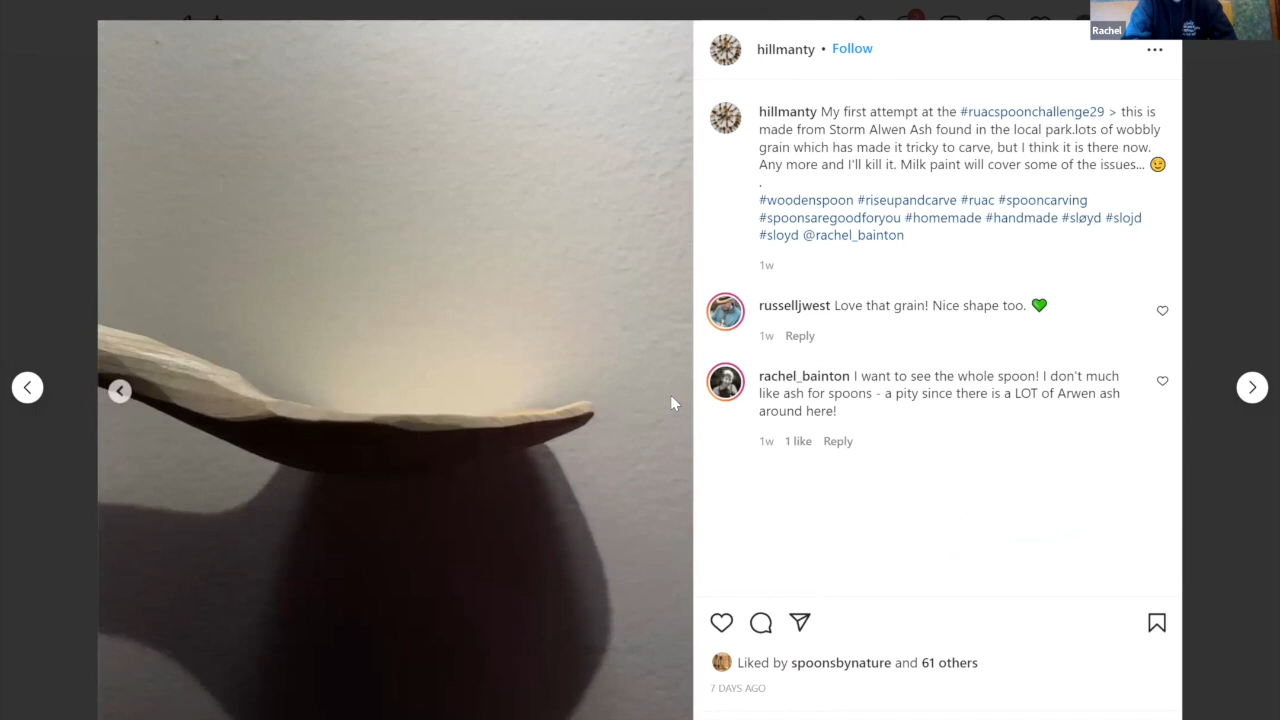 Rachel
hillmanty • Follow
hillmanty My first attempt at the #ruacspoonchallenge29 > this is
made from Storm Alwen Ash found in the local park.lots of wobbly
grain which has made it tricky to carve, but I think it is there now.
Any more and I'll kill it. Milk paint will cover some of the issues... 😉
.
#woodenspoon #riseupandcarve #ruac #spooncarving
#spoonsaregoodforyou #homemade #handmade #sløyd #slojd
#sloyd @rachel_bainton
1w
russelljwest Love that grain! Nice shape too. 💚
1w Reply
rachel_bainton I want to see the whole spoon! I don't much
like ash for spoons - a pity since there is a LOT of Arwen ash
around here!
1w 1 like Reply
Liked by spoonsbynature and 61 others
7 DAYS AGO